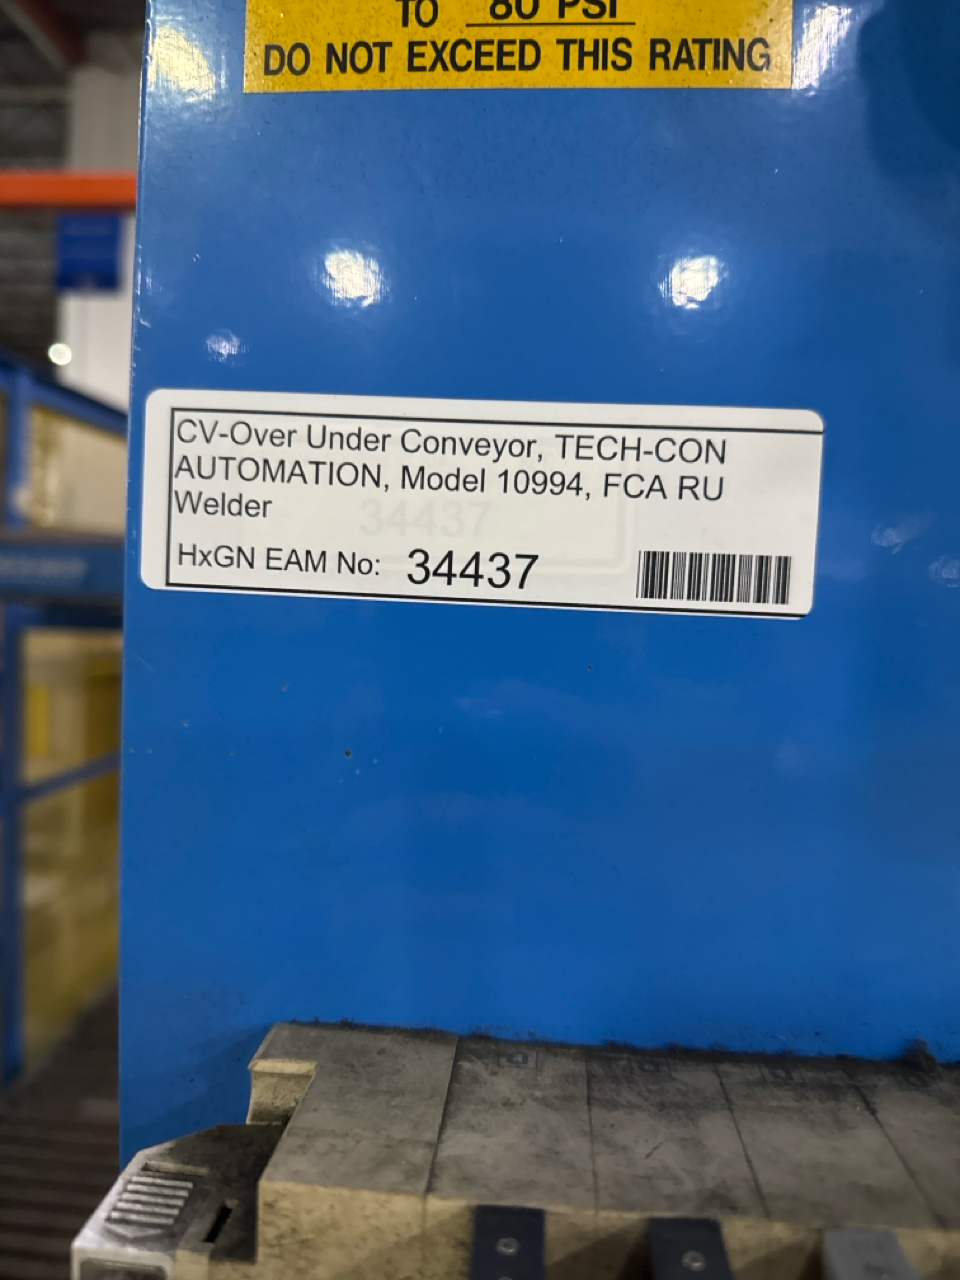 TO 80 PSI
DO NOT EXCEED THIS RATING
CV-Over Under Conveyor, TECH-CON
AUTOMATION, Model 10994, FCA RU
Welder
34437
HxGN EAM No: 34437